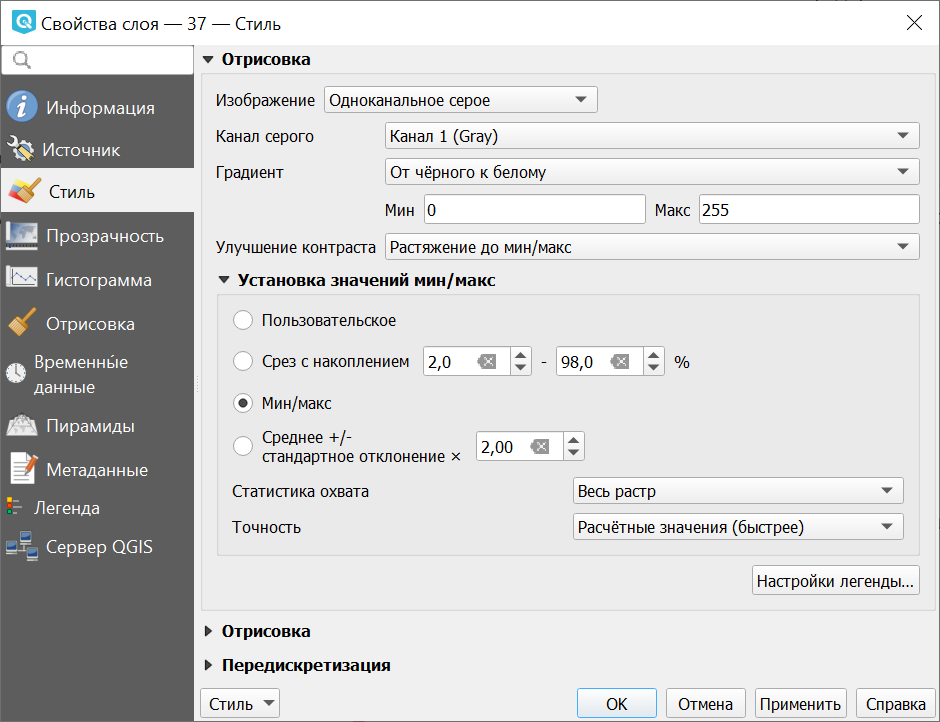 Свойства слоя — 37 — Стиль
Информация
Источник
Стиль
Прозрачность
Гистограмма
Отрисовка
Временны́е
данные
Пирамиды
Метаданные
Легенда
Сервер QGIS
Отрисовка
Изображение Одноканальное серое
Канал серого Канал 1 (Gray)
Градиент От чёрного к белому
Мин 0 Макс 255
Улучшение контраста Растяжение до мин/макс
Установка значений мин/макс
Пользовательское
Срез с накоплением 2,0 - 98,0 %
Мин/макс
Среднее +/-
стандартное отклонение × 2,00
Статистика охвата Весь растр
Точность Расчётные значения (быстрее)
Настройки легенды...
Отрисовка
Передискретизация
Стиль OK Отмена Применить Справка